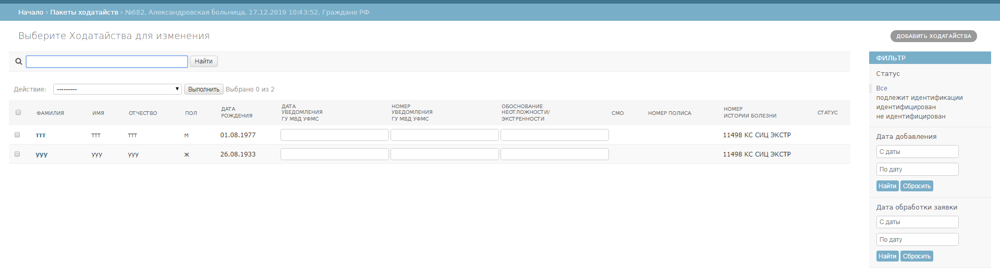 Начало › Пакеты ходатайств › №682, Александровская больница, 17.12.2019 10:43:52, Граждане РФ
Выберите Ходатайства для изменения
ДОБАВИТЬ ХОДАТАЙСТВА
Найти
Действие: --------- Выполнить Выбрано 0 из 2
ФАМИЛИЯ ИМЯ ОТЧЕСТВО ПОЛ ДАТА РОЖДЕНИЯ ДАТА УВЕДОМЛЕНИЯ ГУ МВД УФМС НОМЕР УВЕДОМЛЕНИЯ ГУ МВД УФМС ОБОСНОВАНИЕ НЕОТЛОЖНОСТИ/ ЭКСТРЕННОСТИ СМО НОМЕР ПОЛИСА НОМЕР ИСТОРИИ БОЛЕЗНИ СТАТУС
ттт ттт ттт м 01.08.1977 11498 КС СИЦ ЭКСТР
ууу ууу ууу ж 26.08.1933 11498 КС СИЦ ЭКСТР
ФИЛЬТР
Статус
Все
подлежит идентификации
идентифицирован
не идентифицирован
Дата добавления
С даты
По дату
Найти Сбросить
Дата обработки заявки
С даты
По дату
Найти Сбросить